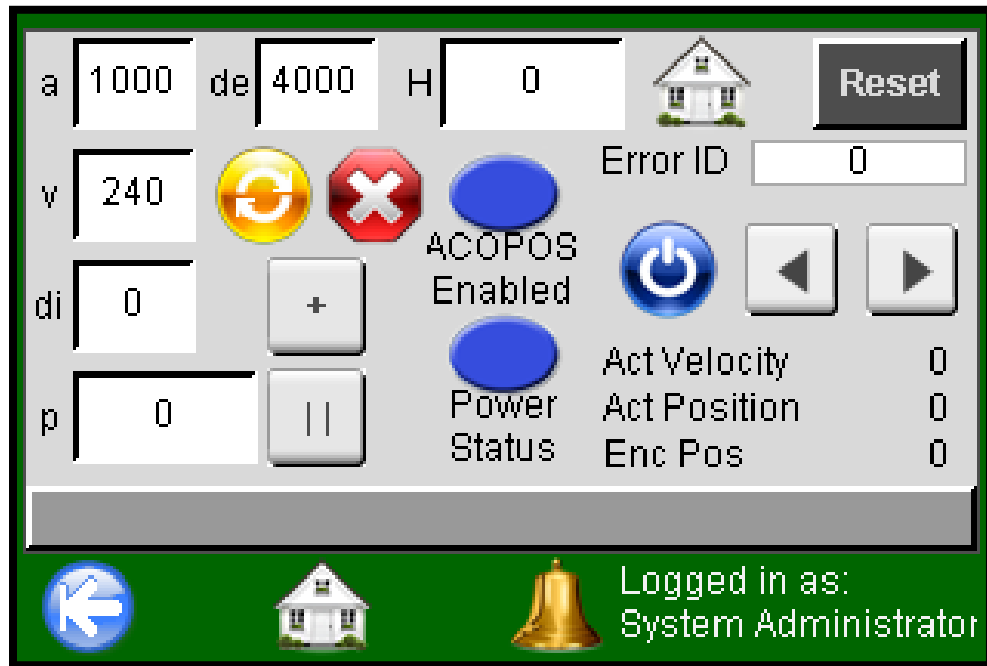 a 1000 de 4000 H 0 Reset
Error ID 0
v 240
ACOPOS
Enabled
di 0 +
Act Velocity 0
p 0 ||
Power
Status
Act Position 0
Enc Pos 0
Logged in as:
System Administrator